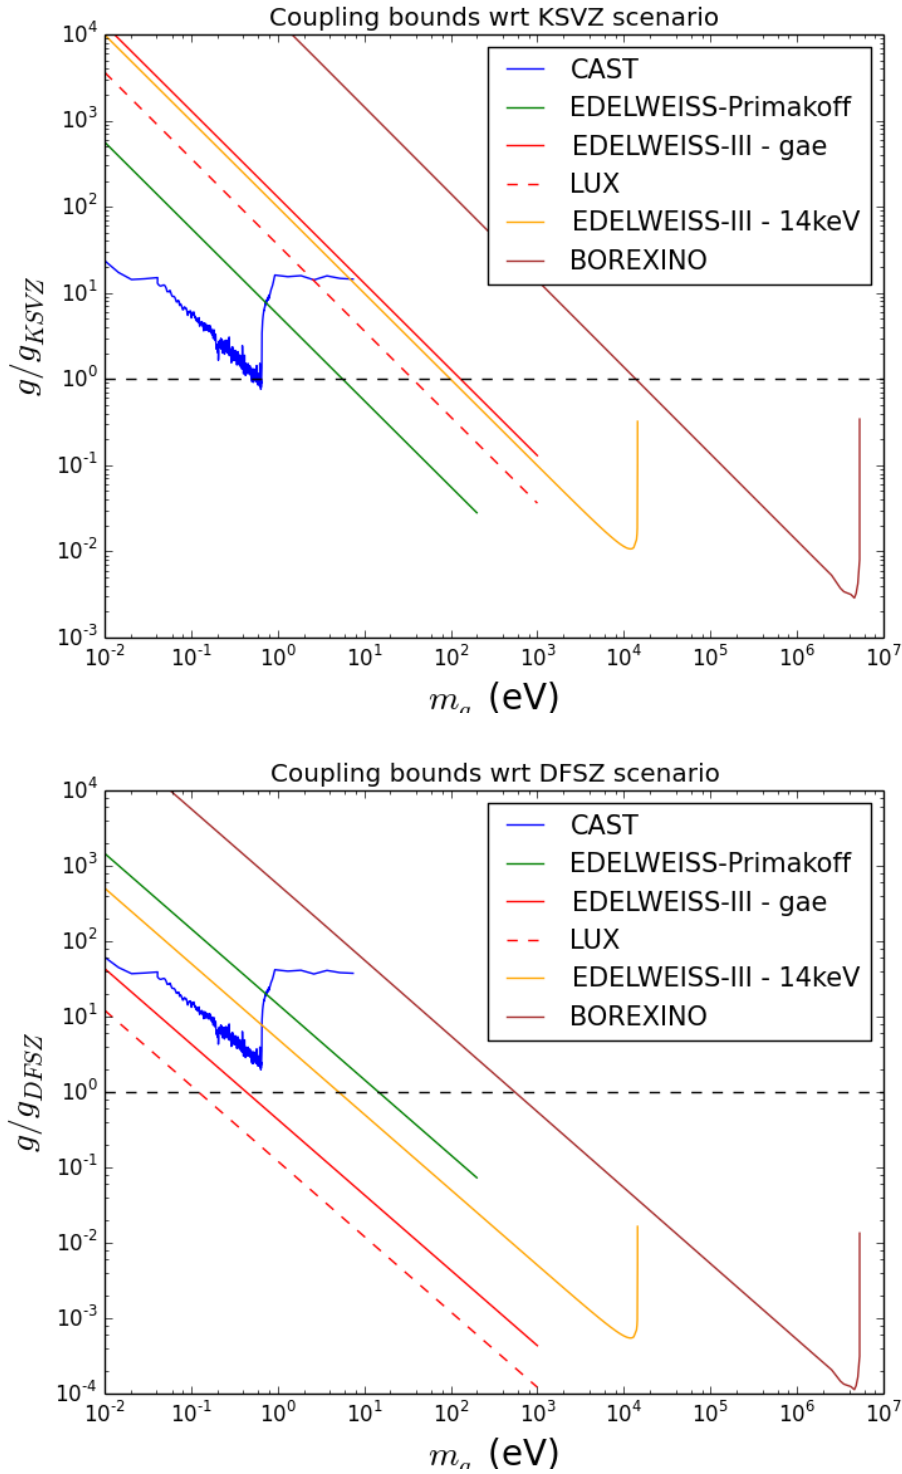 Coupling bounds wrt KSVZ scenario
g/g_KSVZ
10^4
10^3
10^2
10^1
10^0
10^-1
10^-2
10^-3
CAST
EDELWEISS-Primakoff
EDELWEISS-III - gae
LUX
EDELWEISS-III - 14keV
BOREXINO
10^-2 10^-1 10^0 10^1 10^2 10^3 10^4 10^5 10^6 10^7
m_a (eV)
Coupling bounds wrt DFSZ scenario
g/g_DFSZ
10^4
10^3
10^2
10^1
10^0
10^-1
10^-2
10^-3
10^-4
CAST
EDELWEISS-Primakoff
EDELWEISS-III - gae
LUX
EDELWEISS-III - 14keV
BOREXINO
10^-2 10^-1 10^0 10^1 10^2 10^3 10^4 10^5 10^6 10^7
m_a (eV)